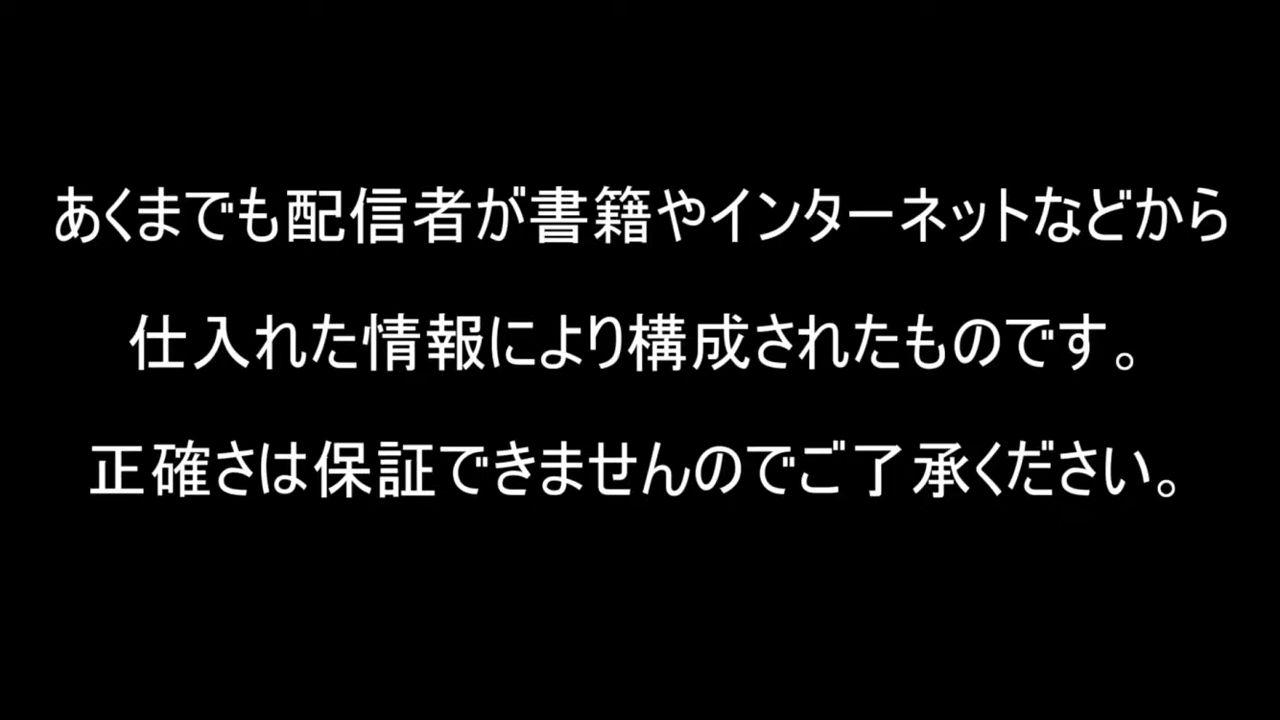 あくまでも配信者が書籍やインターネットなどから
仕入れた情報により構成されたものです。
正確さは保証できませんのでご了承ください。